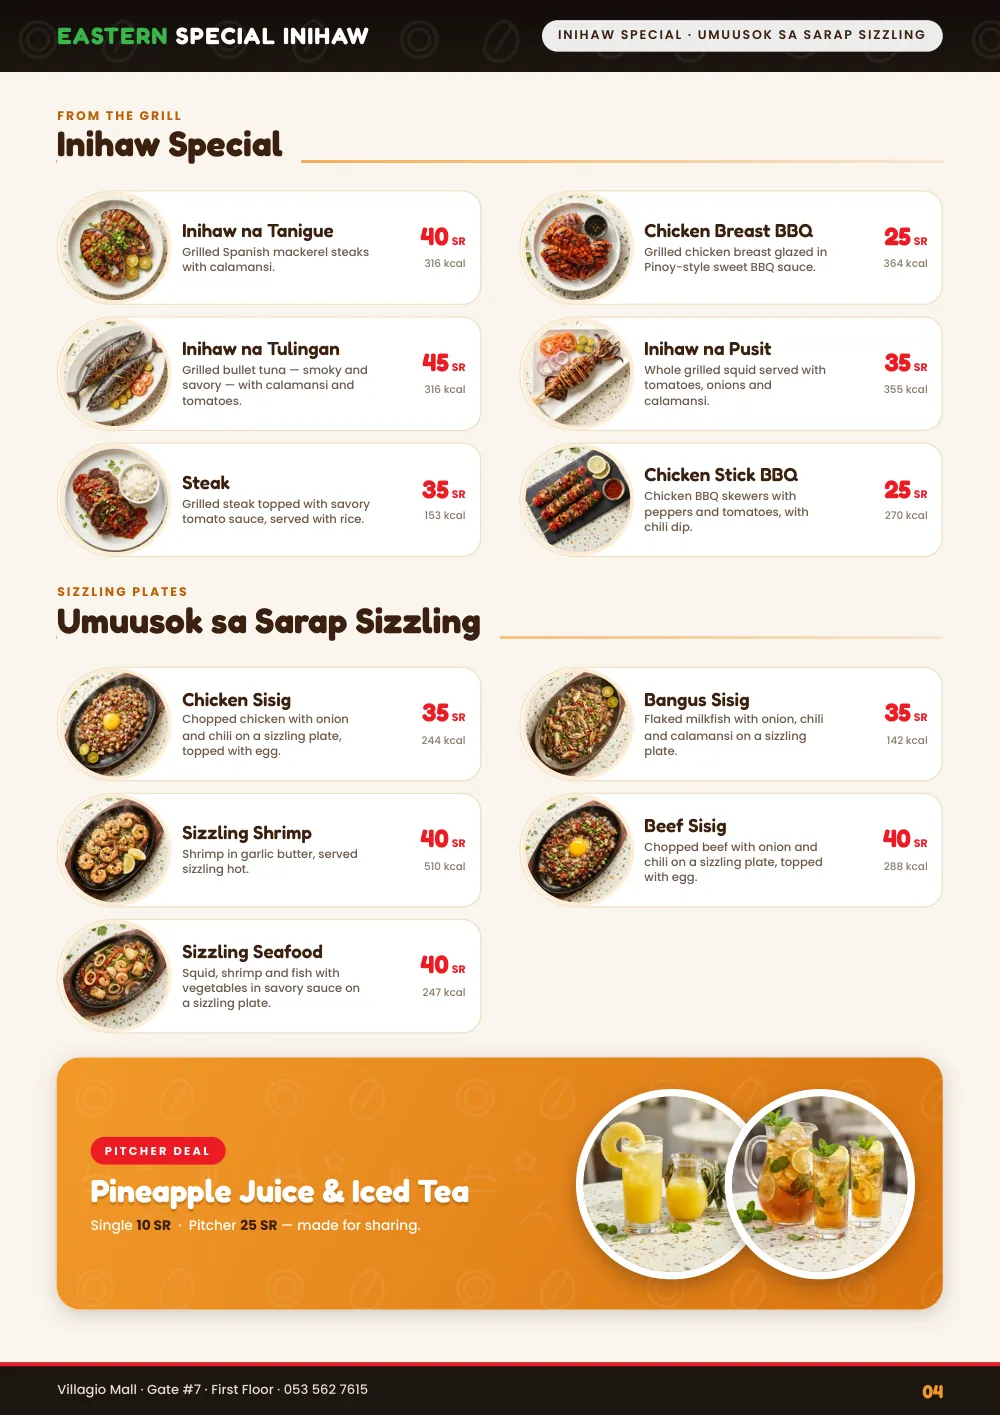 EASTERN SPECIAL INIHAW
INIHAW SPECIAL · UMUUSOK SA SARAP SIZZLING
FROM THE GRILL
Inihaw Special
Inihaw na Tanigue
Grilled Spanish mackerel steaks
with calamansi.
40 SR
316 kcal
Chicken Breast BBQ
Grilled chicken breast glazed in
Pinoy-style sweet BBQ sauce.
25 SR
364 kcal
Inihaw na Tulingan
Grilled bullet tuna — smoky and
savory — with calamansi and
tomatoes.
45 SR
316 kcal
Inihaw na Pusit
Whole grilled squid served with
tomatoes, onions and
calamansi.
35 SR
355 kcal
Steak
Grilled steak topped with savory
tomato sauce, served with rice.
35 SR
153 kcal
Chicken Stick BBQ
Chicken BBQ skewers with
peppers and tomatoes, with
chili dip.
25 SR
270 kcal
SIZZLING PLATES
Umuusok sa Sarap Sizzling
Chicken Sisig
Chopped chicken with onion
and chili on a sizzling plate,
topped with egg.
35 SR
244 kcal
Bangus Sisig
Flaked milkfish with onion, chili
and calamansi on a sizzling
plate.
35 SR
142 kcal
Sizzling Shrimp
Shrimp in garlic butter, served
sizzling hot.
40 SR
510 kcal
Beef Sisig
Chopped beef with onion and
chili on a sizzling plate, topped
with egg.
40 SR
288 kcal
Sizzling Seafood
Squid, shrimp and fish with
vegetables in savory sauce on
a sizzling plate.
40 SR
247 kcal
PITCHER DEAL
Pineapple Juice & Iced Tea
Single 10 SR · Pitcher 25 SR — made for sharing.
Villagio Mall · Gate #7 · First Floor · 053 562 7615
04